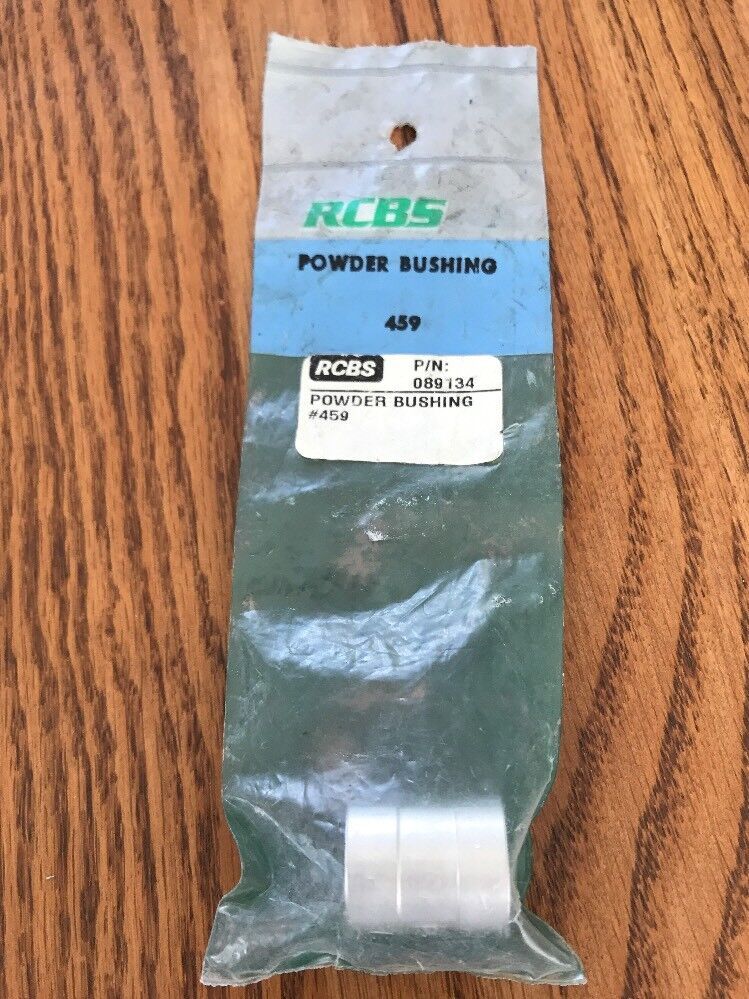 RCBS
POWDER BUSHING
459
RCBS P/N:
089134
POWDER BUSHING
#459